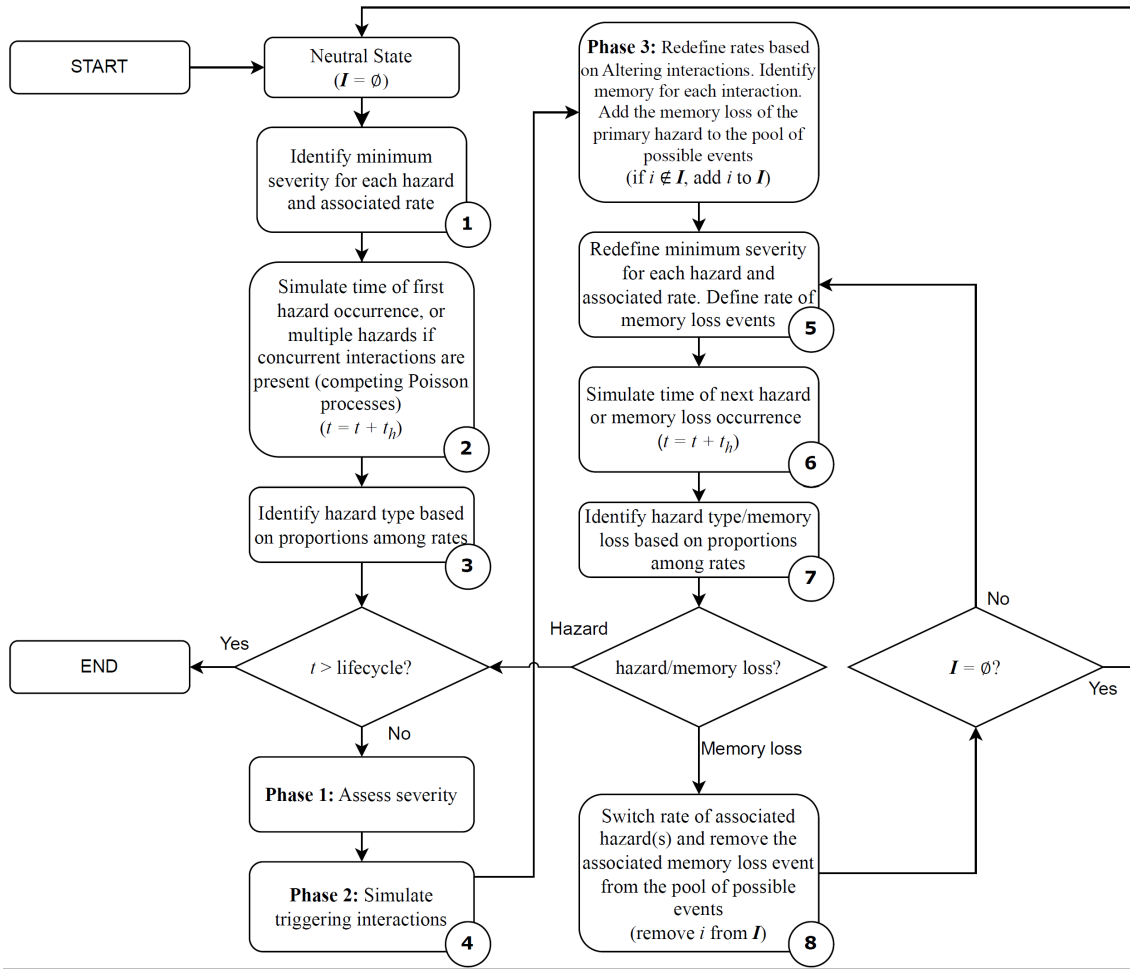 START
Neutral State
(I = ∅)
Identify minimum
severity for each hazard
and associated rate
1
Simulate time of first
hazard occurrence, or
multiple hazards if
concurrent interactions are
present (competing Poisson
processes)
(t = t + t_h)
2
Identify hazard type based
on proportions among rates
3
Yes
END
t > lifecycle?
No
Phase 1: Assess severity
Phase 2: Simulate
triggering interactions
4
Phase 3: Redefine rates based
on Altering interactions. Identify
memory for each interaction.
Add the memory loss of the
primary hazard to the pool of
possible events
(if i ∉ I, add i to I)
Redefine minimum severity
for each hazard and
associated rate. Define rate of
memory loss events
5
Simulate time of next hazard
or memory loss occurrence
(t = t + t_h)
6
Identify hazard type/memory
loss based on proportions
among rates
7
Hazard
hazard/memory loss?
Memory loss
Switch rate of associated
hazard(s) and remove the
associated memory loss event
from the pool of possible
events
(remove i from I)
8
No
I = ∅?
Yes